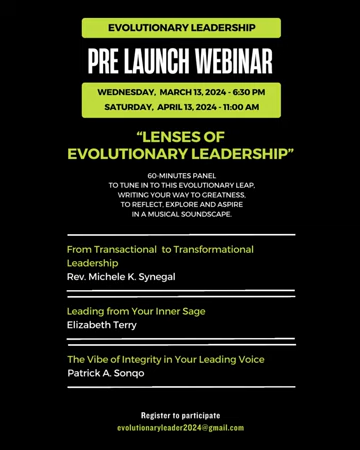 EVOLUTIONARY LEADERSHIP
PRE LAUNCH WEBINAR
WEDNESDAY, MARCH 13, 2024 - 6:30 PM
SATURDAY, APRIL 13, 2024 - 11:00 AM
“LENSES OF
EVOLUTIONARY LEADERSHIP”
60-MINUTES PANEL
TO TUNE IN TO THIS EVOLUTIONARY LEAP,
WRITING YOUR WAY TO GREATNESS,
TO REFLECT, EXPLORE AND ASPIRE
IN A MUSICAL SOUNDSCAPE.
From Transactional to Transformational
Leadership
Rev. Michele K. Synegal
Leading from Your Inner Sage
Elizabeth Terry
The Vibe of Integrity in Your Leading Voice
Patrick A. Sonqo
Register to participate
evolutionaryleader2024@gmail.com